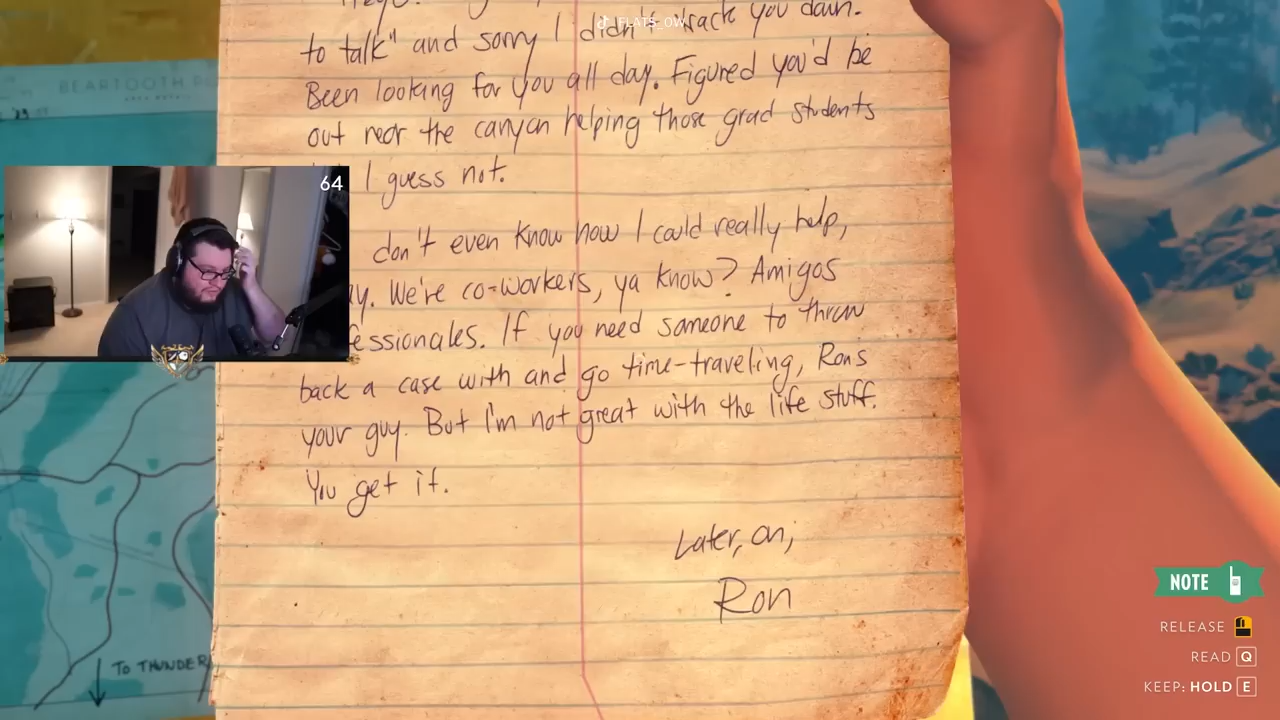 FLATS_OW
to talk" and sorry I didn't track you down.
Been looking for you all day. Figured you'd be
out near the canyon helping those grad students
I guess not.
don't even know how I could really help,
ay. We're co-workers, ya know? Amigos
essionales. If you need someone to throw
back a case with and go time-traveling, Ron's
your guy. But I'm not great with the life stuff.
You get it.
Later, on,
Ron
BEARTOOTH PO
64
TO THUNDER
NOTE
RELEASE
READ Q
KEEP: HOLD E